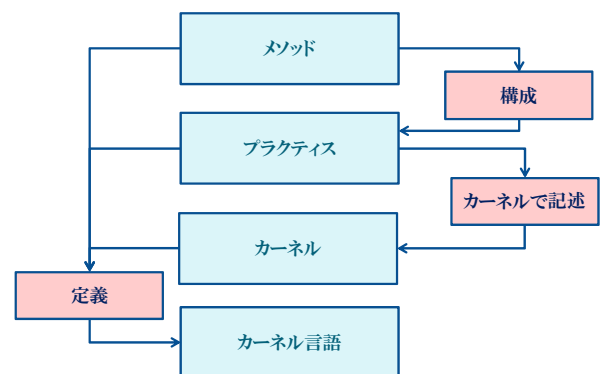 メソッド
構成
プラクティス
カーネルで記述
カーネル
定義
カーネル言語